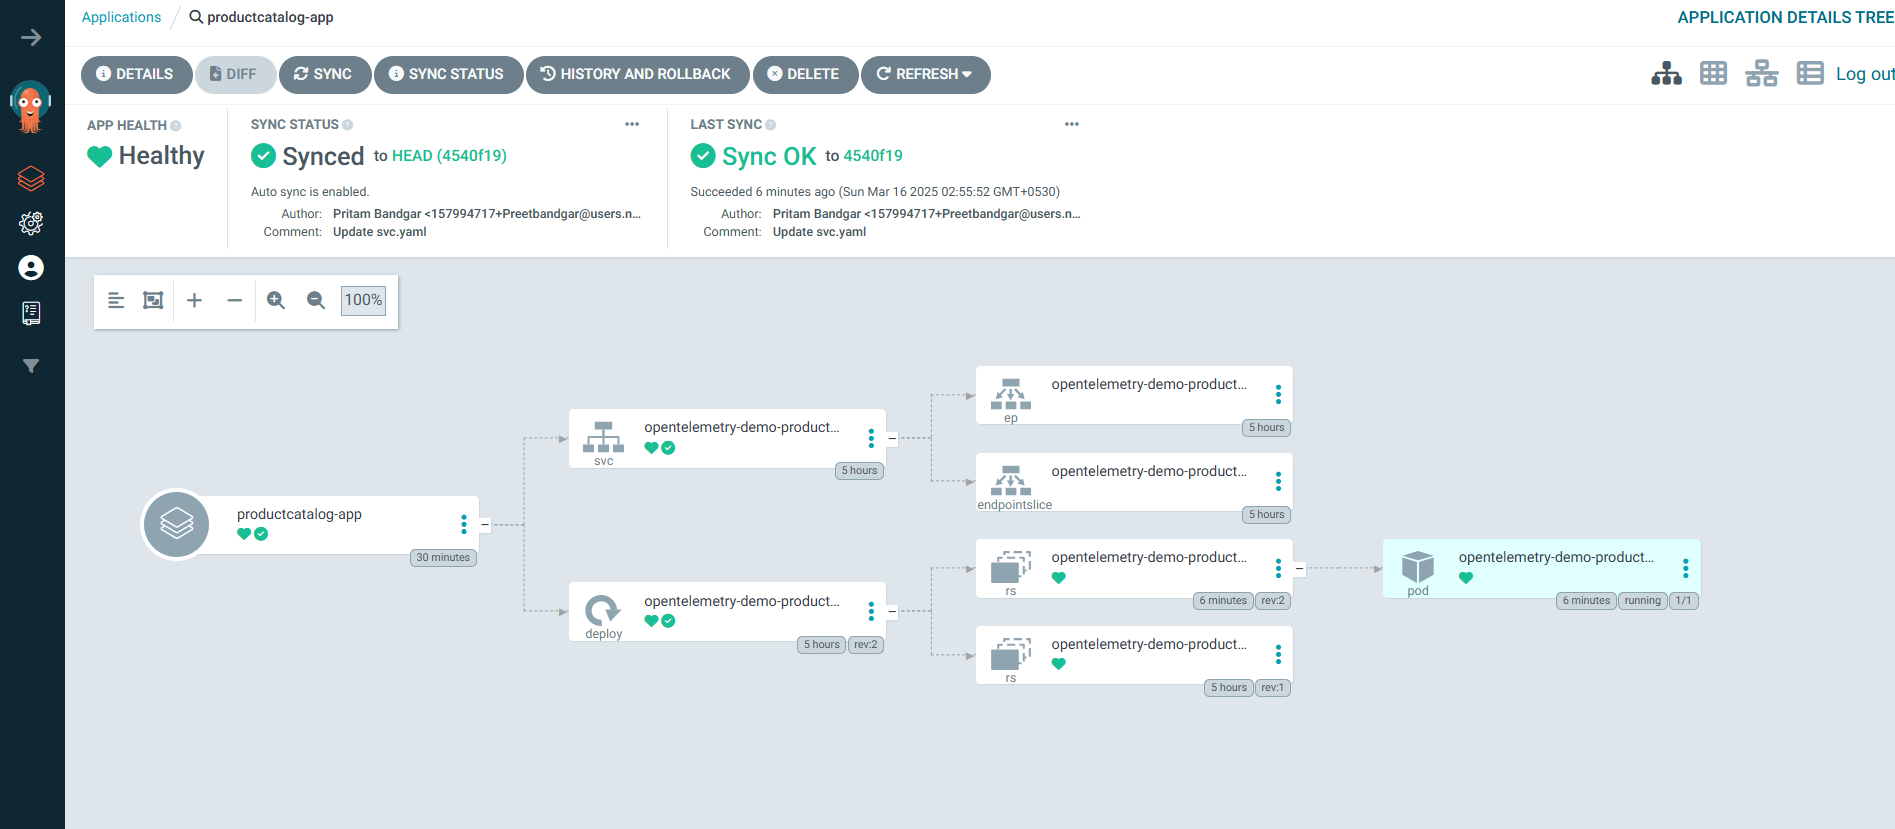 Applications
productcatalog-app
APPLICATION DETAILS TREE
DETAILS
DIFF
SYNC
SYNC STATUS
HISTORY AND ROLLBACK
DELETE
REFRESH
Log out
APP HEALTH
Healthy
SYNC STATUS
Synced to HEAD (4540f19)
Auto sync is enabled.
Author: Pritam Bandgar <157994717+Preetbandgar@users.n...
Comment: Update svc.yaml
LAST SYNC
Sync OK to 4540f19
Succeeded 6 minutes ago (Sun Mar 16 2025 02:55:52 GMT+0530)
Author: Pritam Bandgar <157994717+Preetbandgar@users.n...
Comment: Update svc.yaml
100%
productcatalog-app
30 minutes
svc
opentelemetry-demo-product...
5 hours
deploy
opentelemetry-demo-product...
5 hours
rev:2
ep
opentelemetry-demo-product...
5 hours
endpointslice
opentelemetry-demo-product...
5 hours
rs
opentelemetry-demo-product...
6 minutes
rev:2
rs
opentelemetry-demo-product...
5 hours
rev:1
pod
opentelemetry-demo-product...
6 minutes
running
1/1